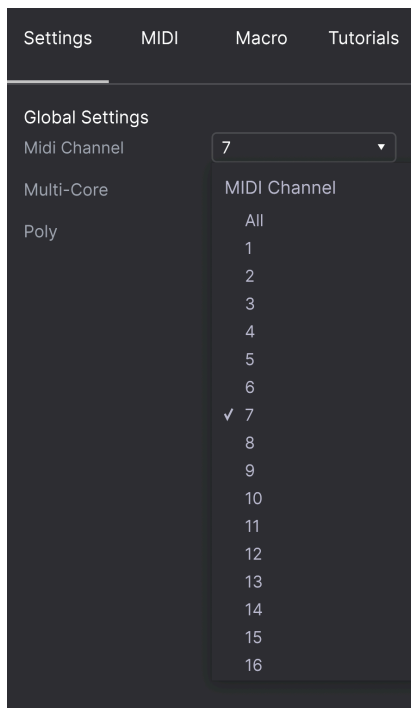 Settings MIDI Macro Tutorials
Global Settings
Midi Channel 7
Multi-Core
MIDI Channel
All
Poly
1
2
3
4
5
6
7
8
9
10
11
12
13
14
15
16